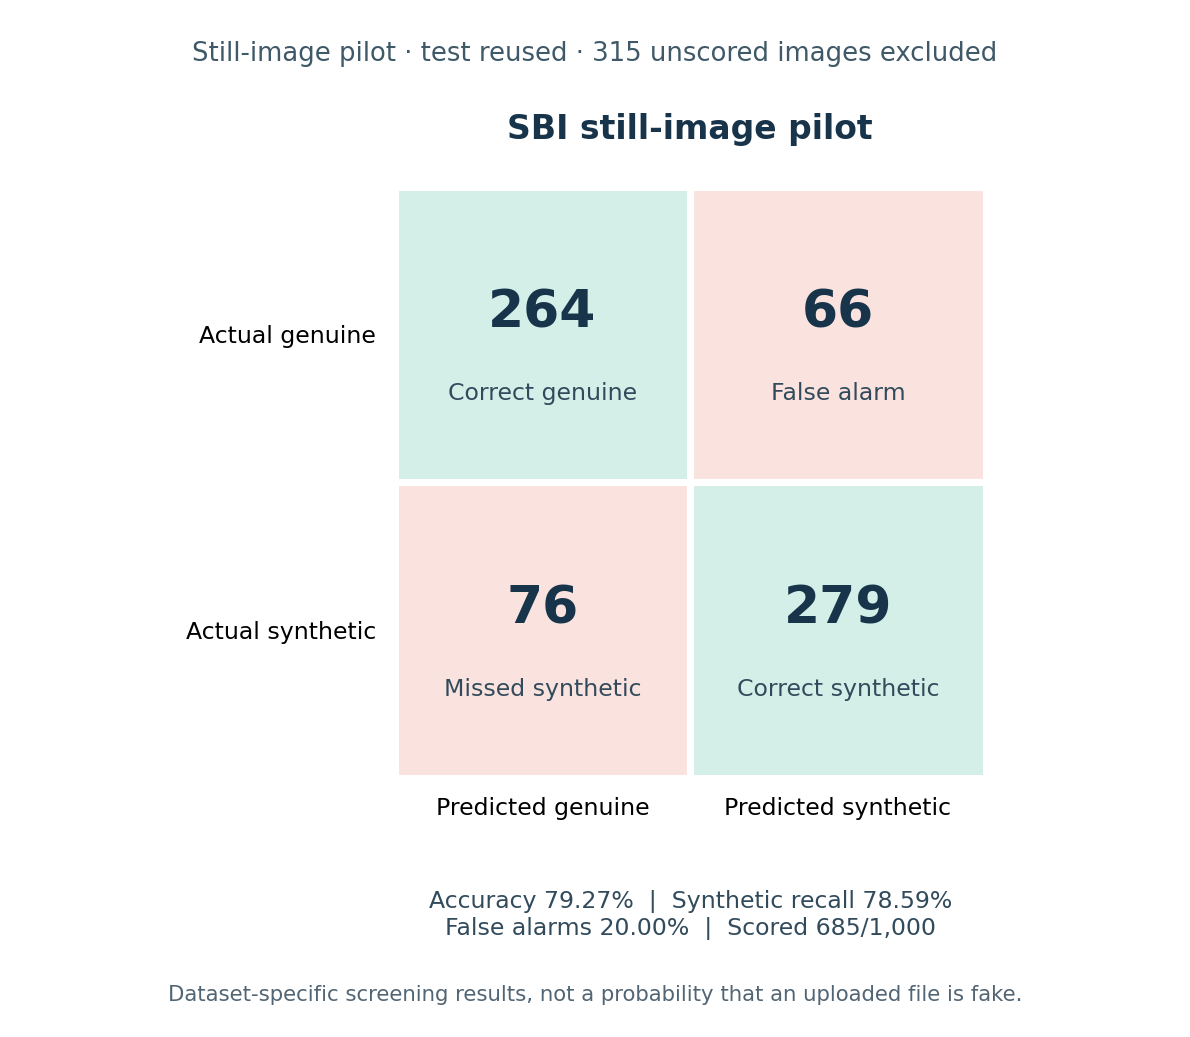 Still-image pilot · test reused · 315 unscored images excluded
SBI still-image pilot
Actual genuine
264
Correct genuine
66
False alarm
Actual synthetic
76
Missed synthetic
279
Correct synthetic
Predicted genuine
Predicted synthetic
Accuracy 79.27% | Synthetic recall 78.59%
False alarms 20.00% | Scored 685/1,000
Dataset-specific screening results, not a probability that an uploaded file is fake.